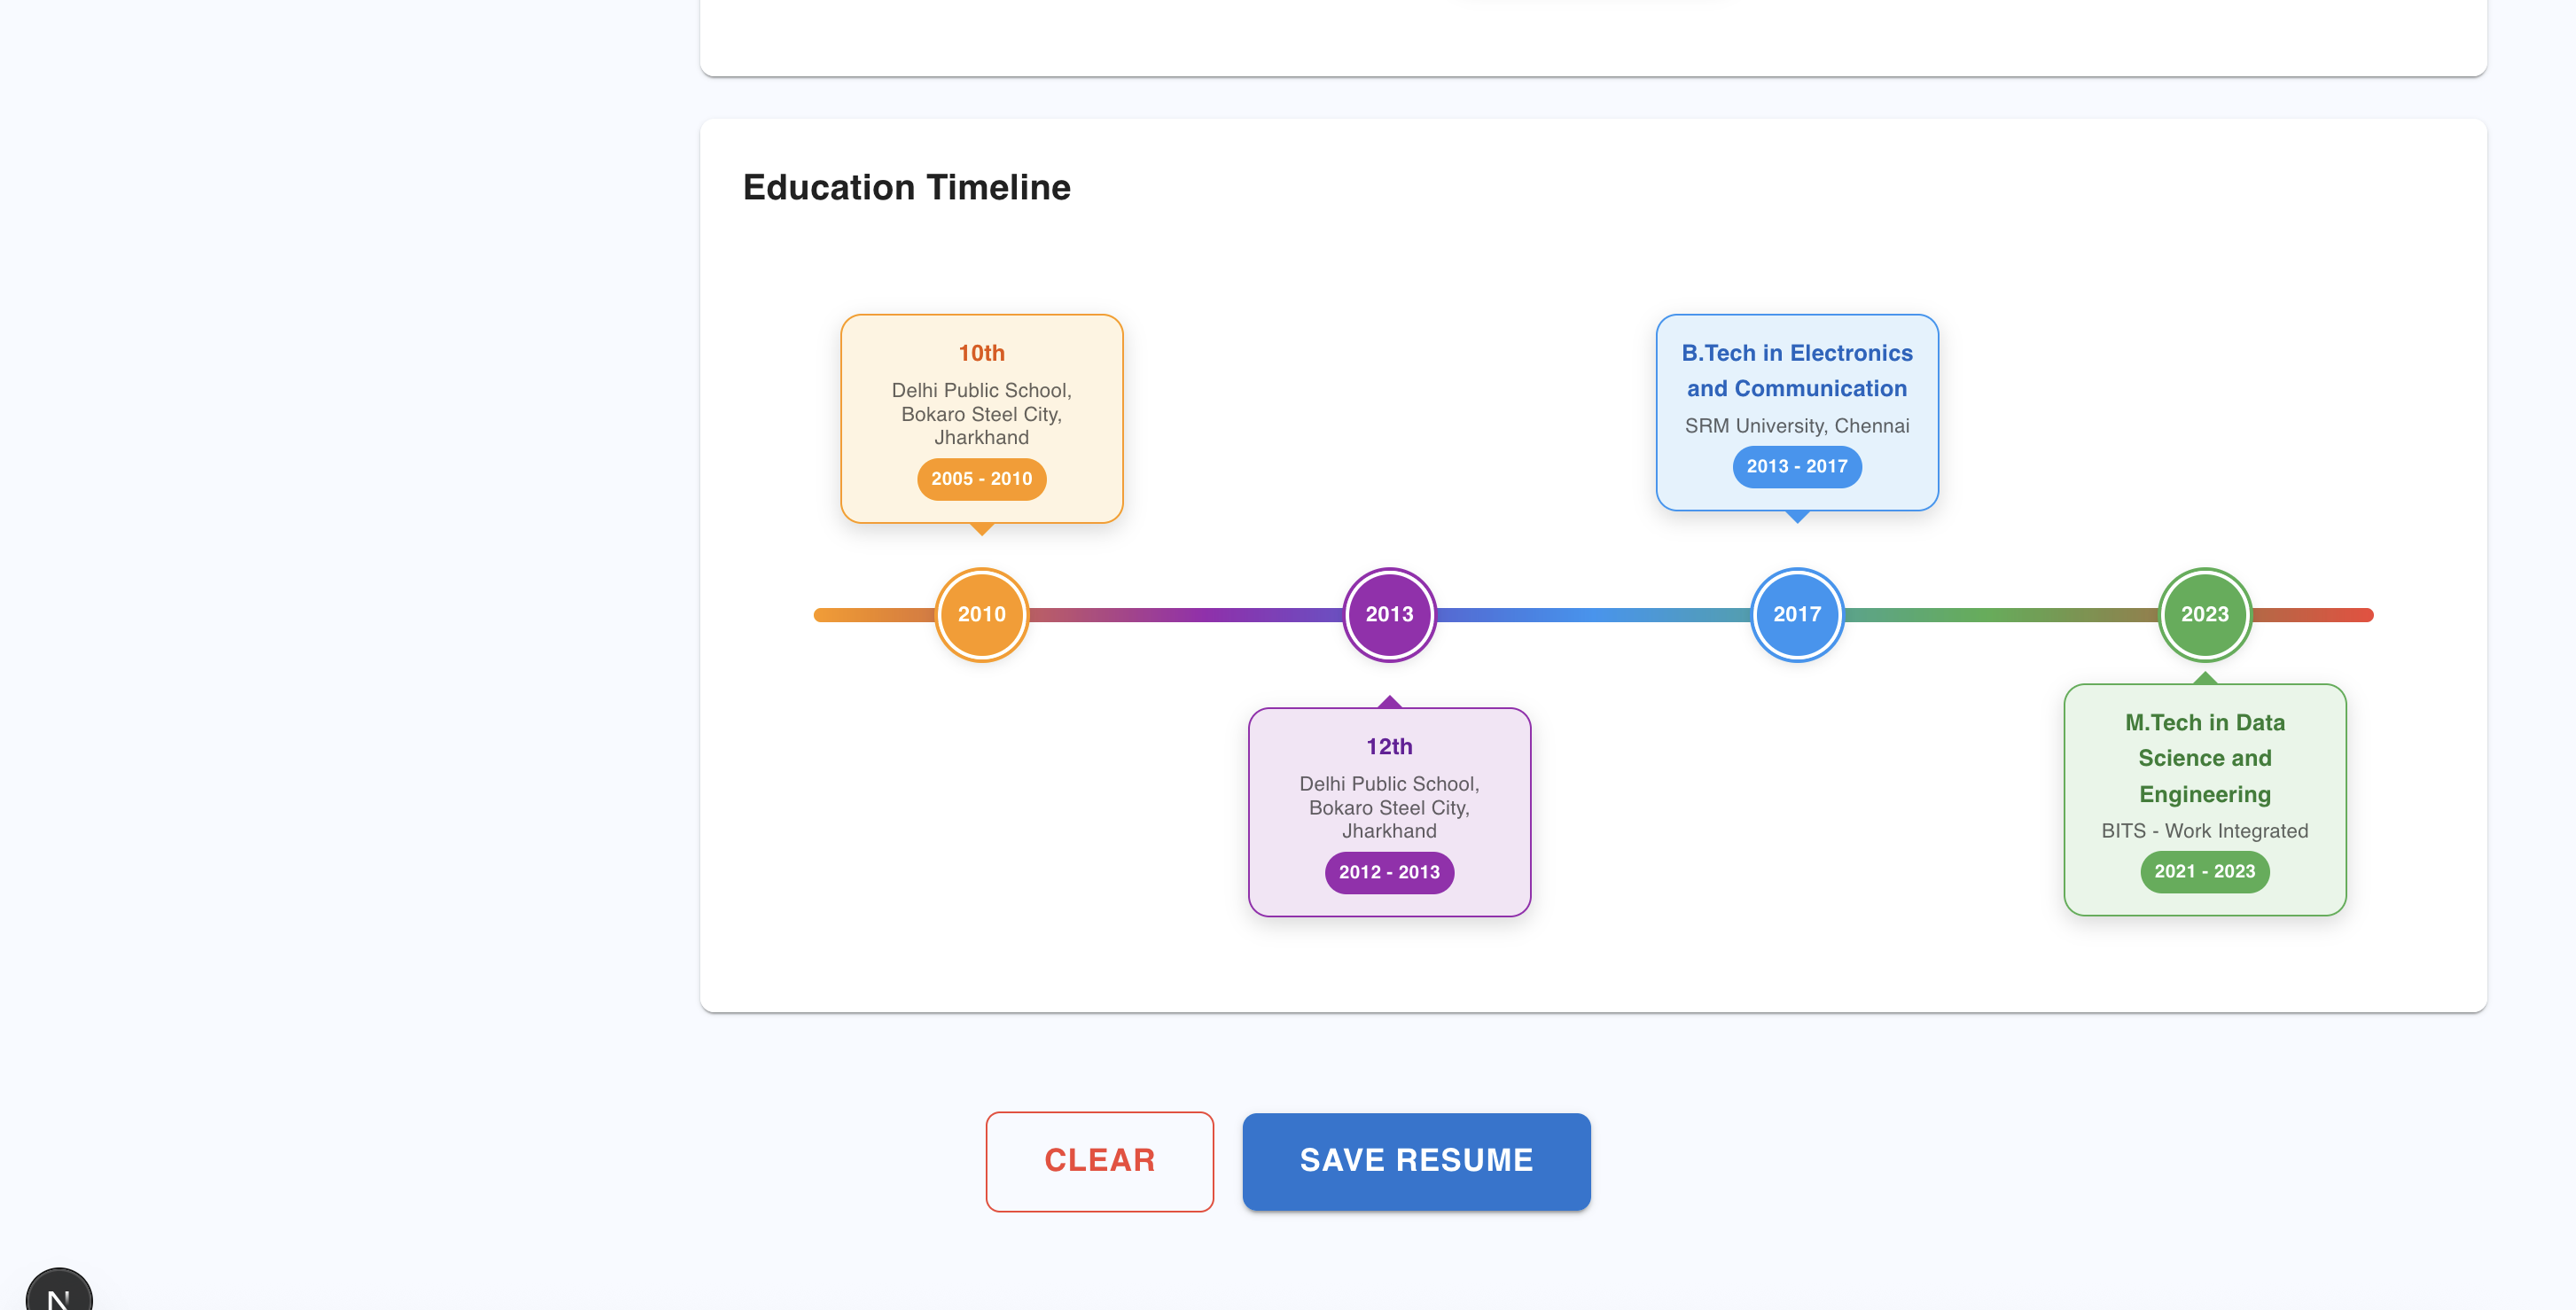 Education Timeline
10th
Delhi Public School,
Bokaro Steel City,
Jharkhand
2005 - 2010
B.Tech in Electronics
and Communication
SRM University, Chennai
2013 - 2017
2010
2013
2017
2023
12th
Delhi Public School,
Bokaro Steel City,
Jharkhand
2012 - 2013
M.Tech in Data
Science and
Engineering
BITS - Work Integrated
2021 - 2023
CLEAR
SAVE RESUME
N